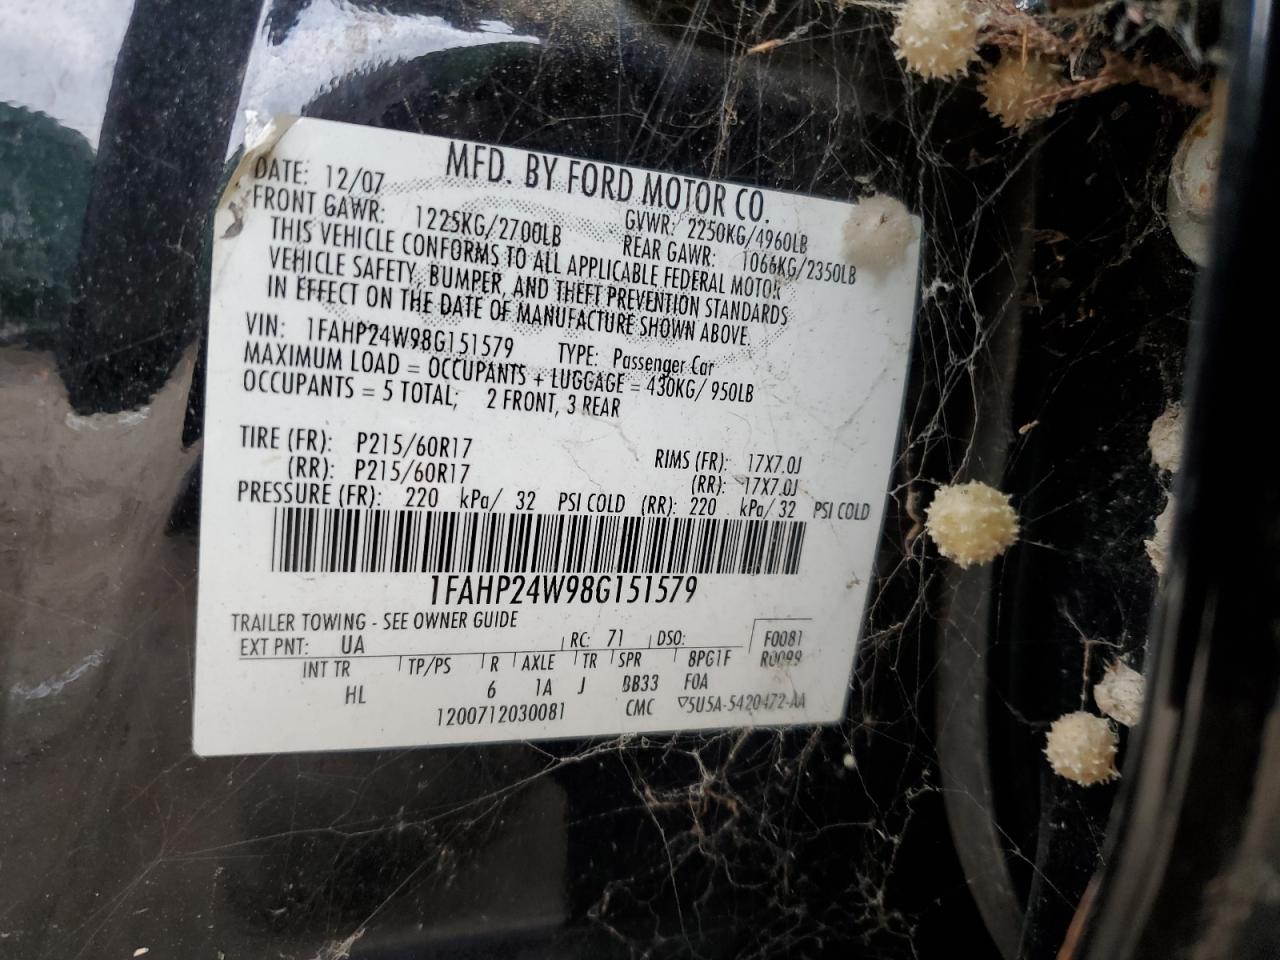 MFD. BY FORD MOTOR CO.
DATE: 12/07 GVWR: 2250KG/4960LB
FRONT GAWR: 1225KG/2700LB REAR GAWR: 1066KG/2350LB
THIS VEHICLE CONFORMS TO ALL APPLICABLE FEDERAL MOTOR
VEHICLE SAFETY, BUMPER, AND THEFT PREVENTION STANDARDS
IN EFFECT ON THE DATE OF MANUFACTURE SHOWN ABOVE.
VIN: 1FAHP24W98G151579 TYPE: Passenger Car
MAXIMUM LOAD = OCCUPANTS + LUGGAGE = 430KG/ 950LB
OCCUPANTS = 5 TOTAL; 2 FRONT, 3 REAR
TIRE (FR): P215/60R17 RIMS (FR): 17X7.0J
(RR): P215/60R17 (RR): 17X7.0J
PRESSURE (FR): 220 kPa/ 32 PSI COLD (RR): 220 kPa/ 32 PSI COLD
1FAHP24W98G151579
TRAILER TOWING - SEE OWNER GUIDE
EXT PNT: UA RC: 71 DSO: F0081
INT TR TP/PS R AXLE TR SPR 8PG1F R0099
HL 6 1A J BB33 F0A
1200712030081 CMC ▽5U5A-5420472-AA